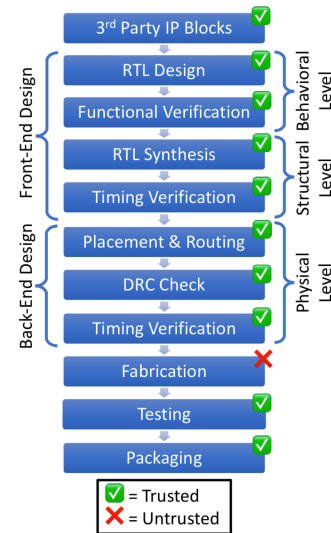 3rd Party IP Blocks
RTL Design
Functional Verification
RTL Synthesis
Timing Verification
Placement & Routing
DRC Check
Timing Verification
Fabrication
Testing
Packaging
Front-End Design
Back-End Design
Behavioral
Level
Structural
Level
Physical
Level
= Trusted
= Untrusted